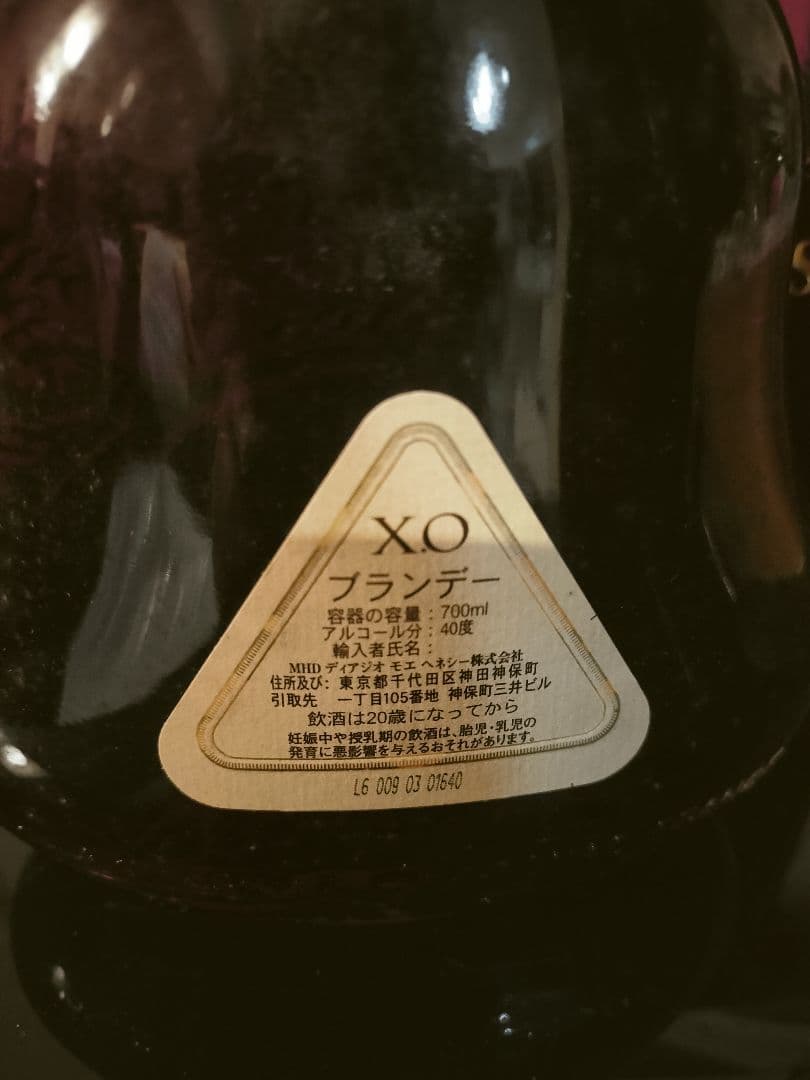 X.O
ブランデー
容器の容量：700ml
アルコール分：40度
輸入者氏名：
MHD ディアジオ モエ ヘネシー株式会社
住所及び：東京都千代田区神田神保町
引取先 一丁目105番地 神保町三井ビル
飲酒は20歳になってから
妊娠中や授乳期の飲酒は、胎児・乳児の
発育に悪影響を与えるおそれがあります。
L6 009 03 01640